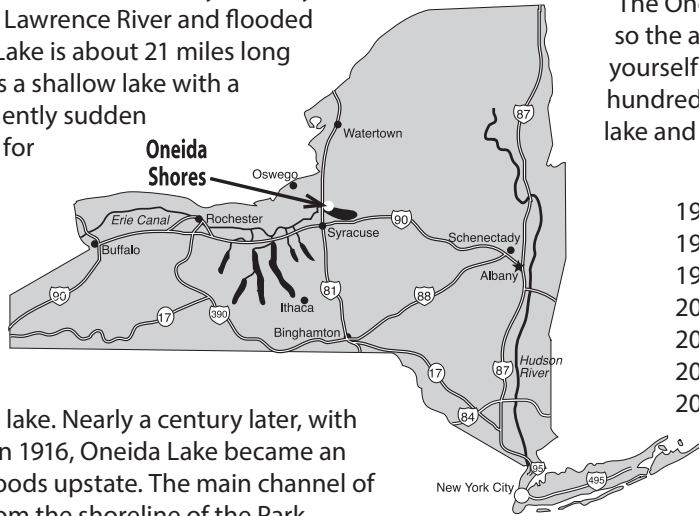 Lawrence River and flooded
Lake is about 21 miles long
s a shallow lake with a
ently sudden
for
Oneida
Shores
Watertown
Oswego
Erie Canal
Rochester
Syracuse
90
87
Schenectady
Albany
Buffalo
90
17
390
Ithaca
81
88
Binghamton
17
87
Hudson
River
84
95
New York City
495
lake. Nearly a century later, with
n 1916, Oneida Lake became an
oods upstate. The main channel of
om the shoreline of the Park
The One
so the a
yourself
hundred
lake and
19
19
19
20
20
20
20